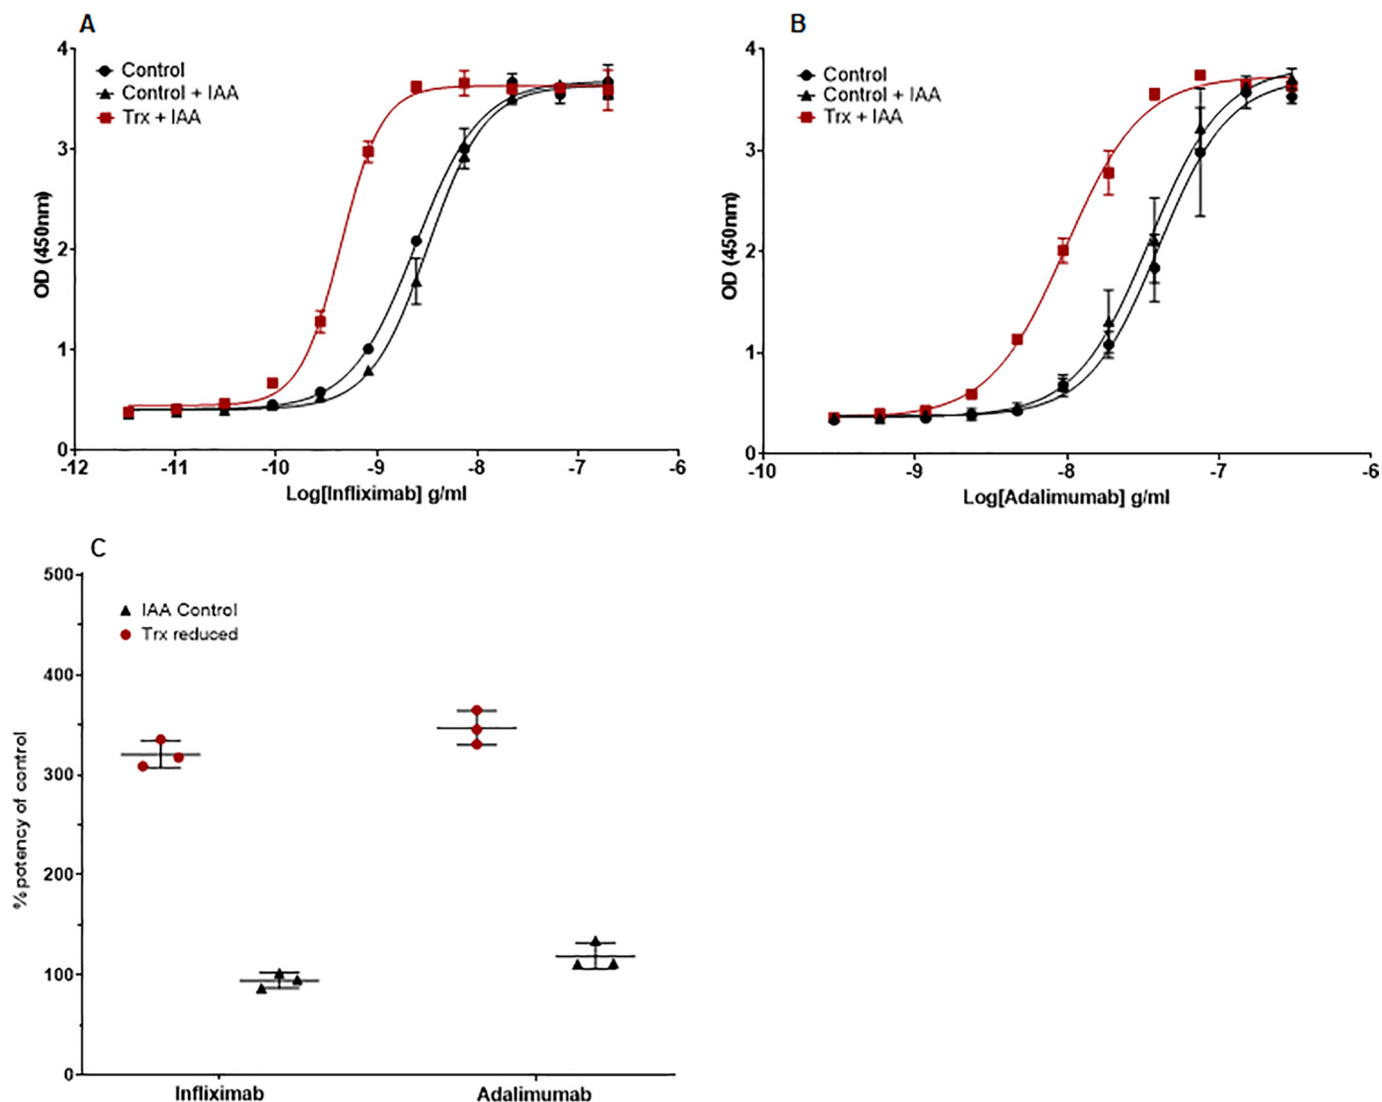 A
Control
Control + IAA
Trx + IAA
OD (450nm)
4
3
2
1
0
-12 -11 -10 -9 -8 -7 -6
Log[Infliximab] g/ml
B
Control
Control + IAA
Trx + IAA
OD (450nm)
4
3
2
1
0
-10 -9 -8 -7 -6
Log[Adalimumab] g/ml
C
IAA Control
Trx reduced
% potency of control
500
400
300
200
100
0
Infliximab Adalimumab